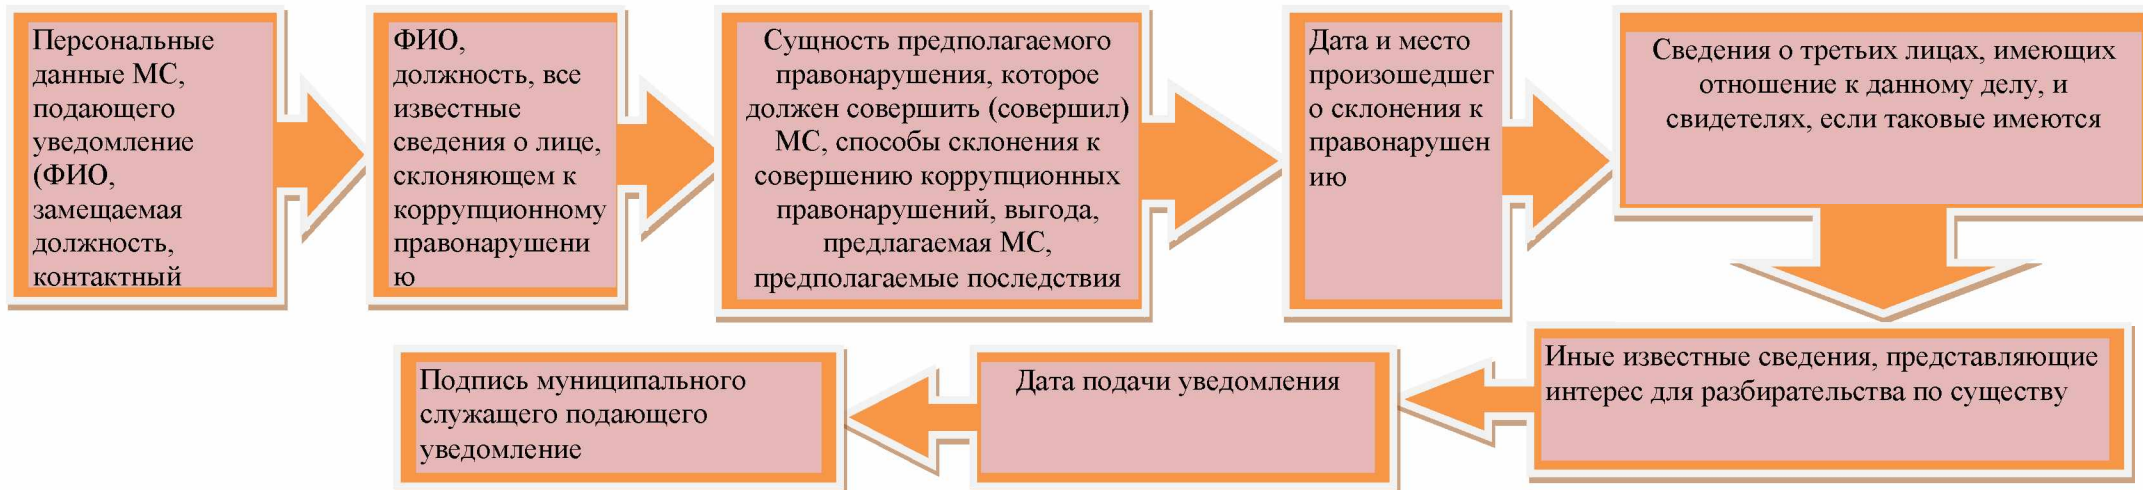 Персональные
данные МС,
подающего
уведомление
(ФИО,
замещаемая
должность,
контактный
ФИО,
должность, все
известные
сведения о лице,
склоняющем к
коррупционному
правонарушени
ю
Сущность предполагаемого
правонарушения, которое
должен совершить (совершил)
МС, способы склонения к
совершению коррупционных
правонарушений, выгода,
предлагаемая МС,
предполагаемые последствия
Дата и место
произошедшег
о склонения к
правонарушен
ию
Сведения о третьих лицах, имеющих
отношение к данному делу, и
свидетелях, если таковые имеются
Иные известные сведения, представляющие
интерес для разбирательства по существу
Дата подачи уведомления
Подпись муниципального
служащего подающего
уведомление